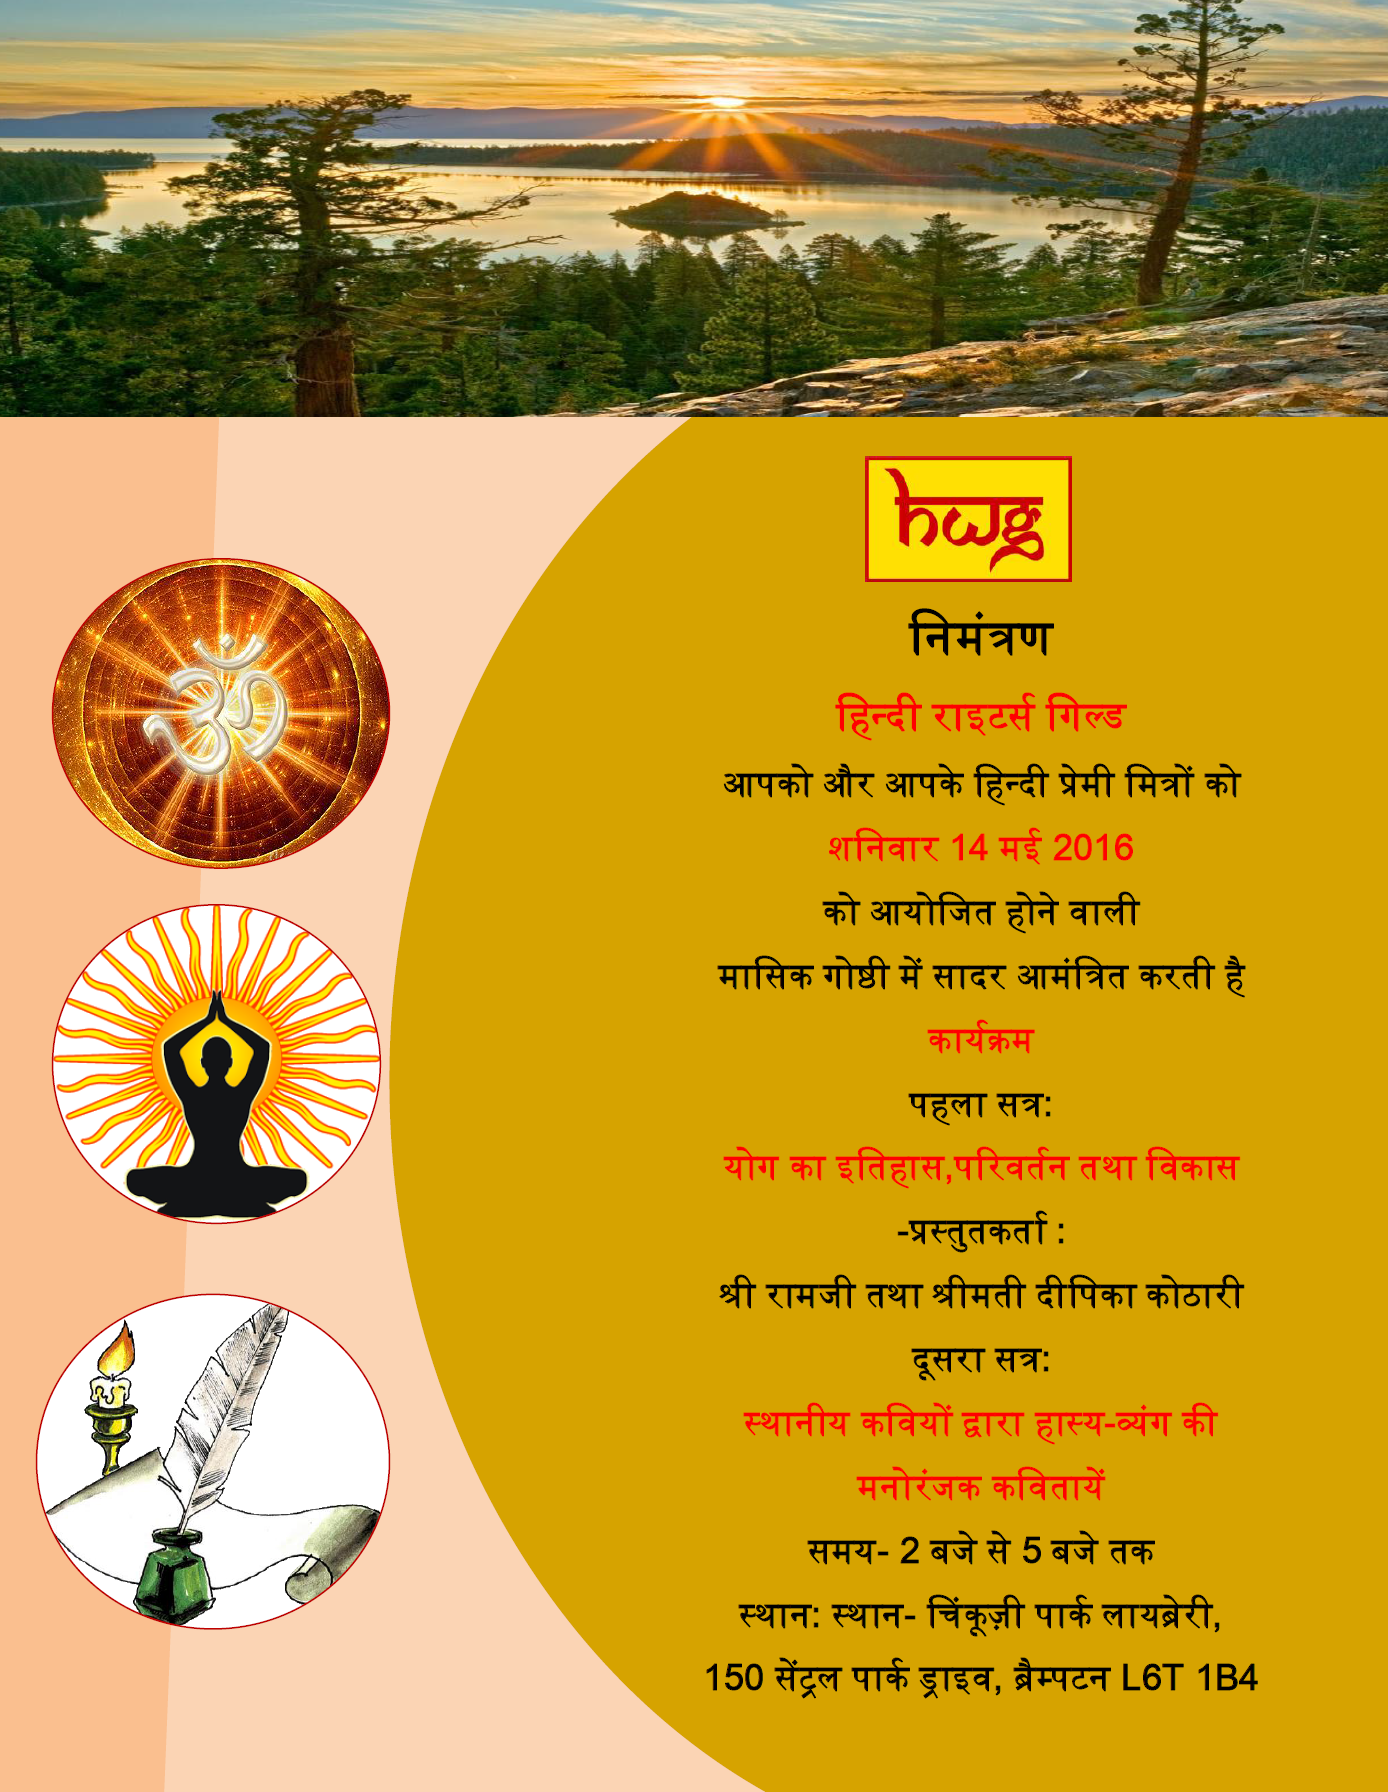 ॐ
hwg
निमंत्रण
हिन्दी राइटर्स गिल्ड
आपको और आपके हिन्दी प्रेमी मित्रों को
शनिवार 14 मई 2016
को आयोजित होने वाली
मासिक गोष्ठी में सादर आमंत्रित करती है
कार्यक्रम
पहला सत्र:
योग का इतिहास,परिवर्तन तथा विकास
-प्रस्तुतकर्ता :
श्री रामजी तथा श्रीमती दीपिका कोठारी
दूसरा सत्र:
स्थानीय कवियों द्वारा हास्य-व्यंग की
मनोरंजक कवितायें
समय- 2 बजे से 5 बजे तक
स्थान: स्थान- चिंकूज़ी पार्क लायब्रेरी,
150 सेंट्रल पार्क ड्राइव, ब्रैम्पटन L6T 1B4